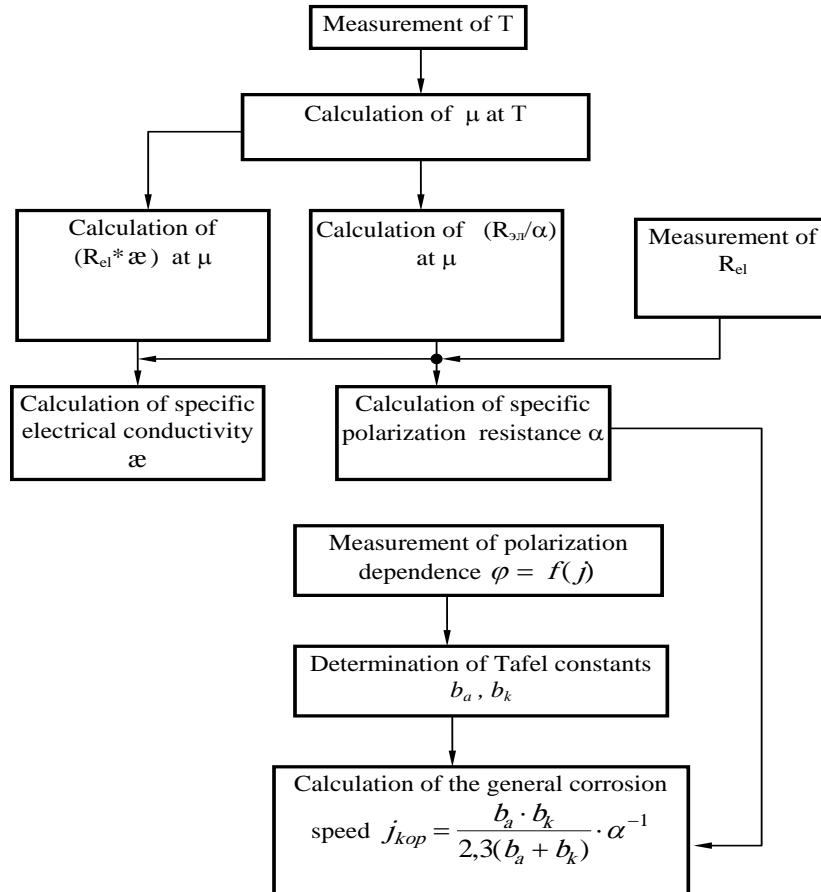 Measurement of T
Calculation of μ at T
Calculation of
(R_el* æ) at μ
Calculation of (R_эл/α)
at μ
Measurement of
R_el
Calculation of specific
electrical conductivity
æ
Calculation of specific
polarization resistance α
Measurement of polarization
dependence φ = f(j)
Determination of Tafel constants
b_a , b_k
Calculation of the general corrosion
speed j_kop = b_a · b_k / 2,3(b_a + b_k) · α^−1